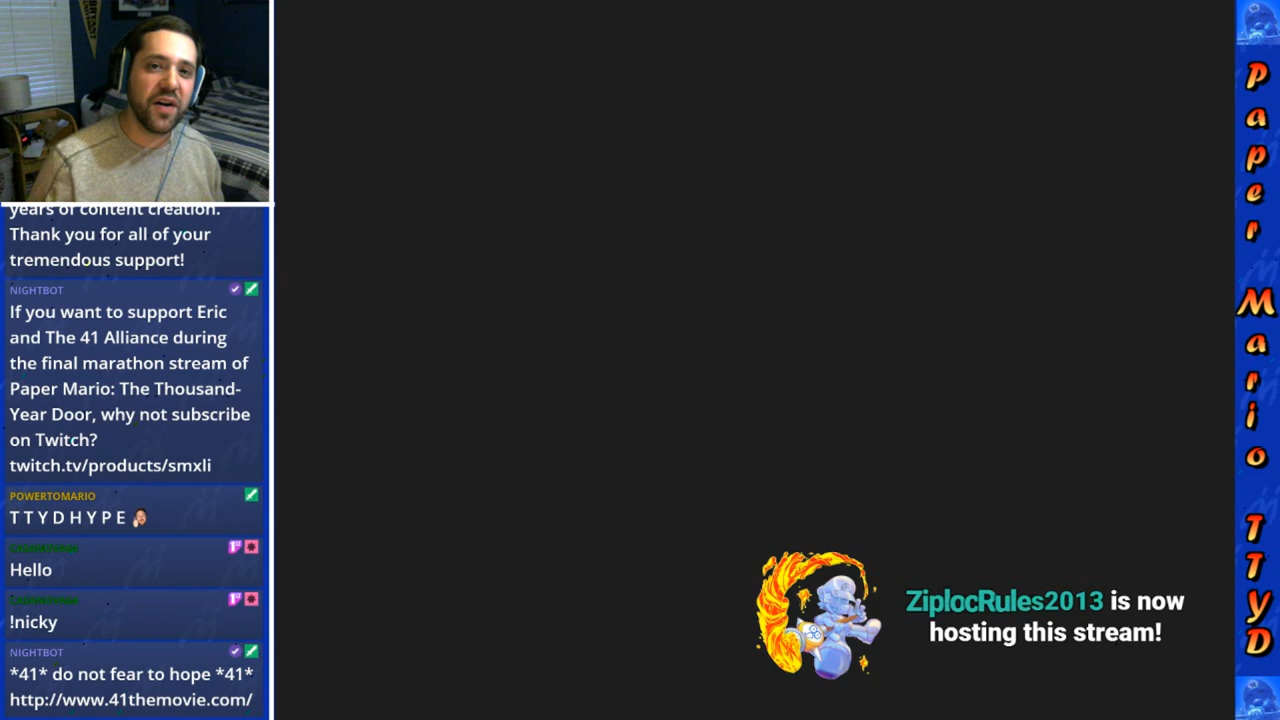 years of content creation.
Thank you for all of your
tremendous support!
NIGHTBOT
If you want to support Eric
and The 41 Alliance during
the final marathon stream of
Paper Mario: The Thousand-
Year Door, why not subscribe
on Twitch?
twitch.tv/products/smxli
POWERTOMARIO
T T Y D H Y P E
Hello
!nicky
NIGHTBOT
*41* do not fear to hope *41*
http://www.41themovie.com/
ZiplocRules2013 is now
hosting this stream!
Paper Mario TTYD